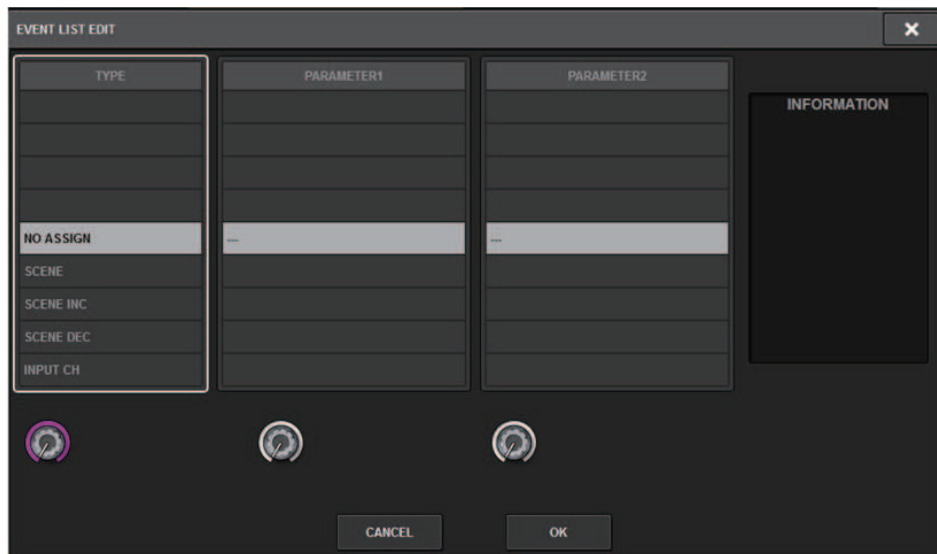 EVENT LIST EDIT
TYPE PARAMETER1 PARAMETER2
INFORMATION
NO ASSIGN --- ---
SCENE
SCENE INC
SCENE DEC
INPUT CH
CANCEL OK